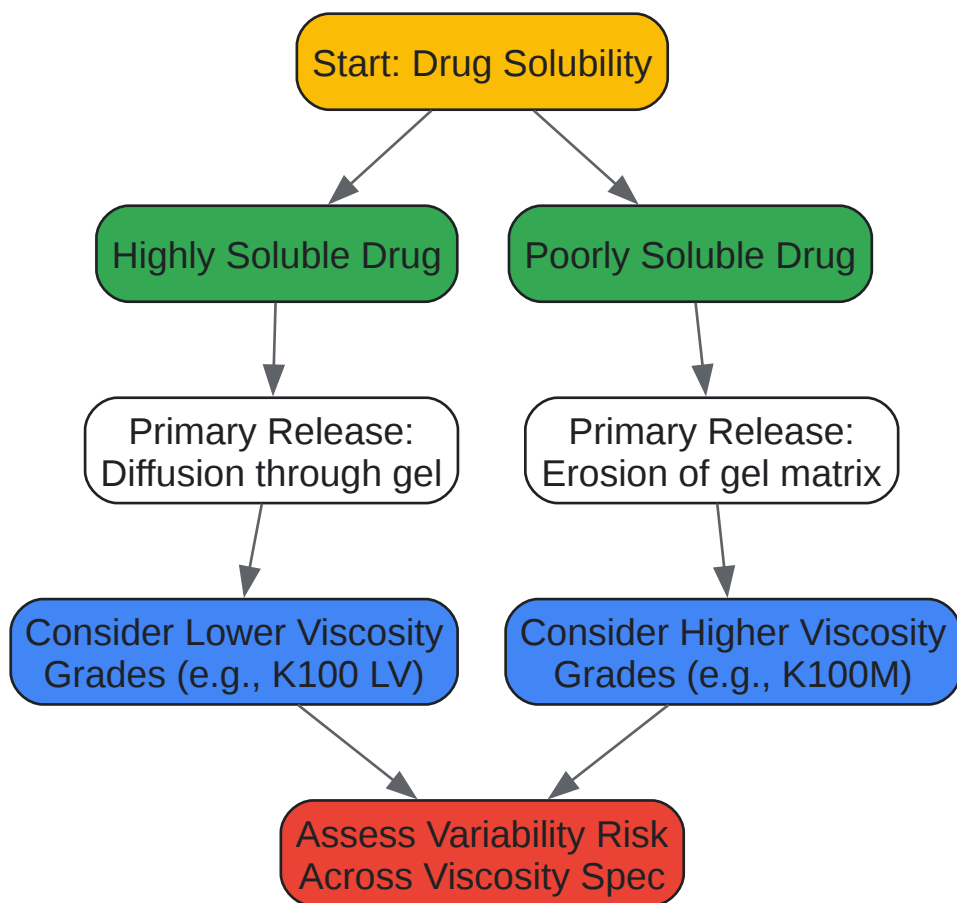 Start: Drug Solubility
Highly Soluble Drug
Poorly Soluble Drug
Primary Release:
Diffusion through gel
Primary Release:
Erosion of gel matrix
Consider Lower Viscosity
Grades (e.g., K100 LV)
Consider Higher Viscosity
Grades (e.g., K100M)
Assess Variability Risk
Across Viscosity Spec